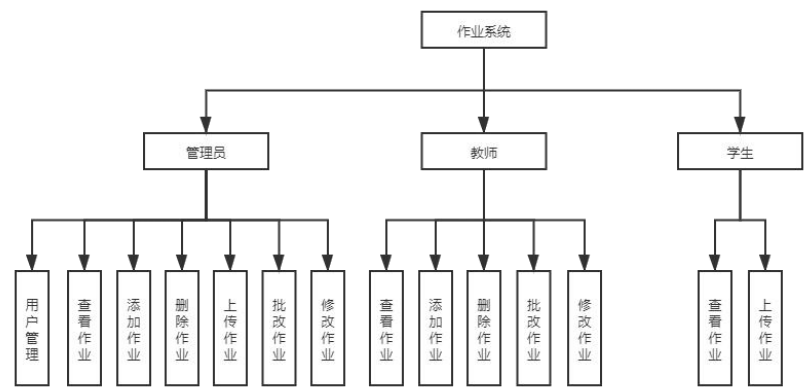 作业系统
管理员
教师
学生
用户管理
查看作业
添加作业
删除作业
上传作业
批改作业
修改作业
查看作业
添加作业
删除作业
批改作业
修改作业
查看作业
上传作业